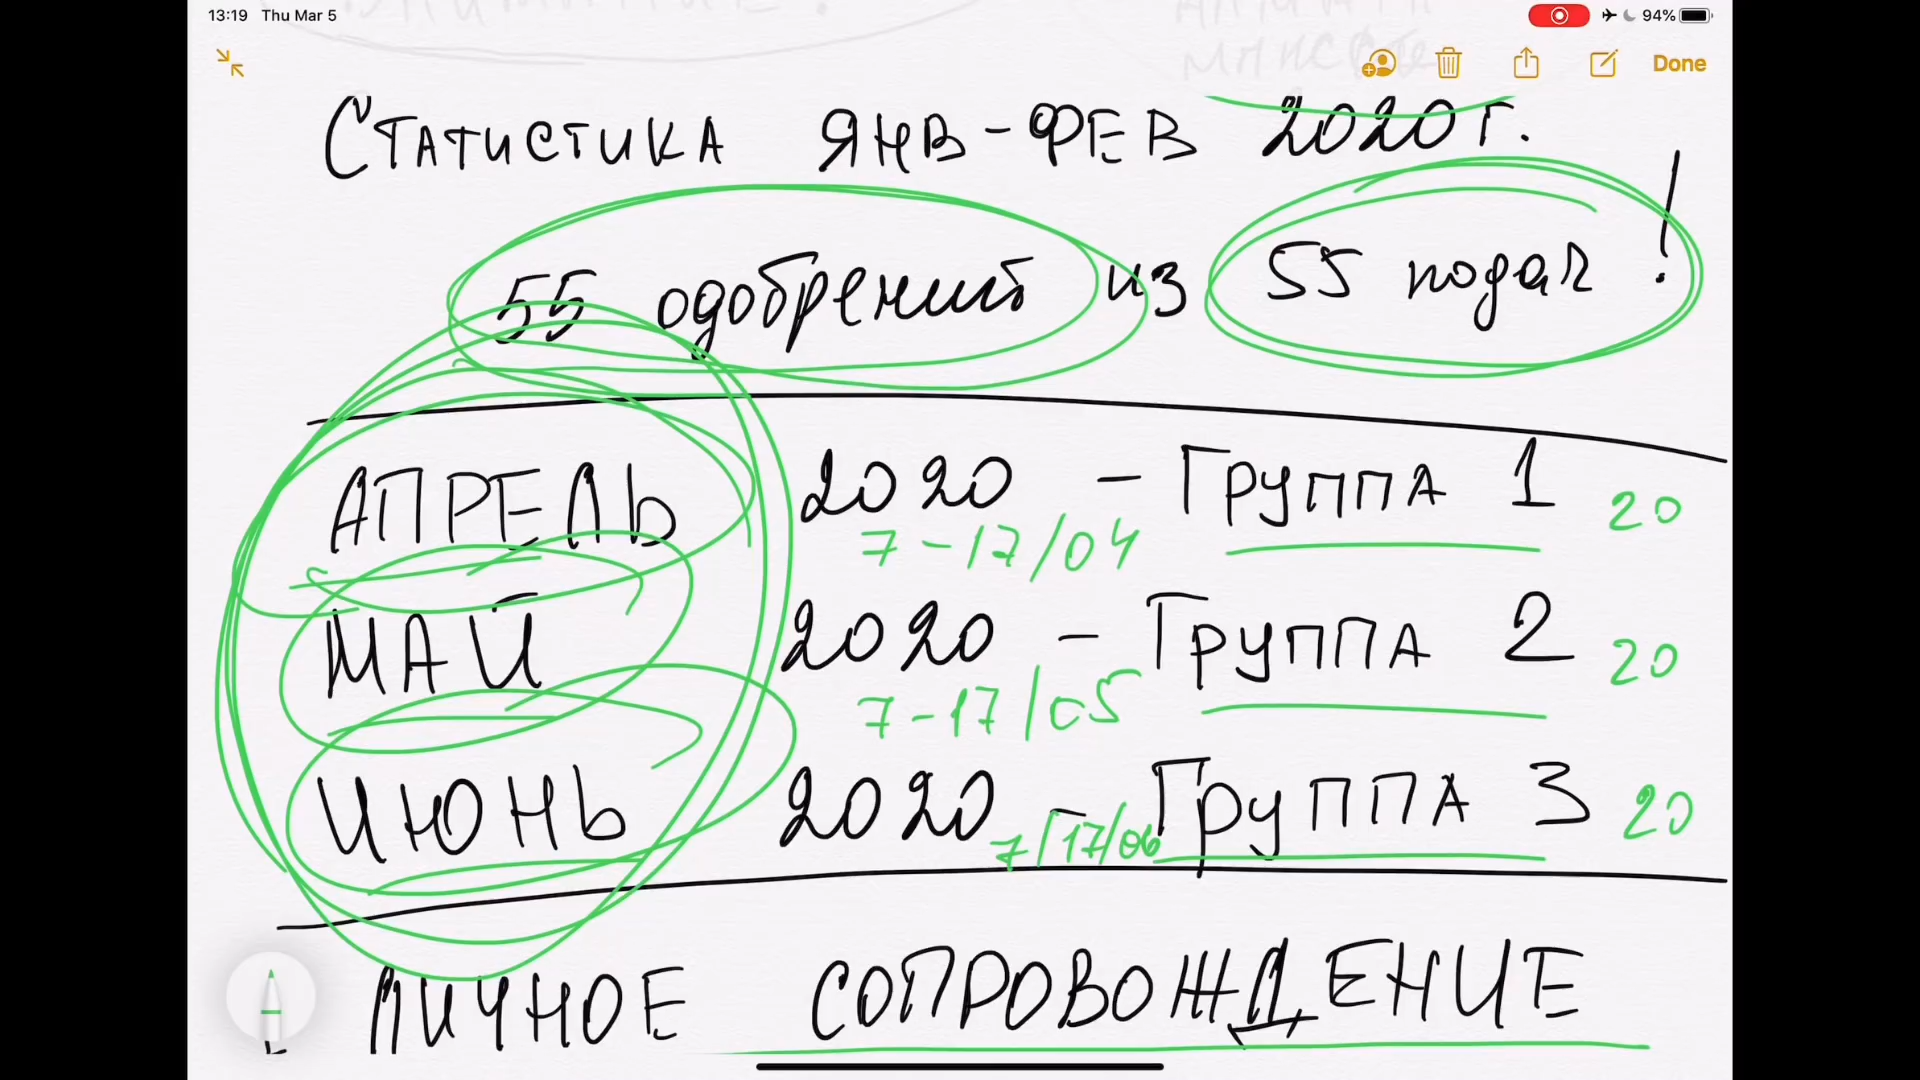 13:19 Thu Mar 5 94%
Done
Статистика ЯНВ-ФЕВ 2020г.
55 одобрений из 55 подач!
АПРЕЛЬ 2020 - Группа 1 20
7-17/04
МАЙ 2020 - Группа 2 20
7-17/05
ИЮНЬ 2020 - Группа 3 20
7/17/06
ЛИЧНОЕ СОПРОВОЖДЕНИЕ